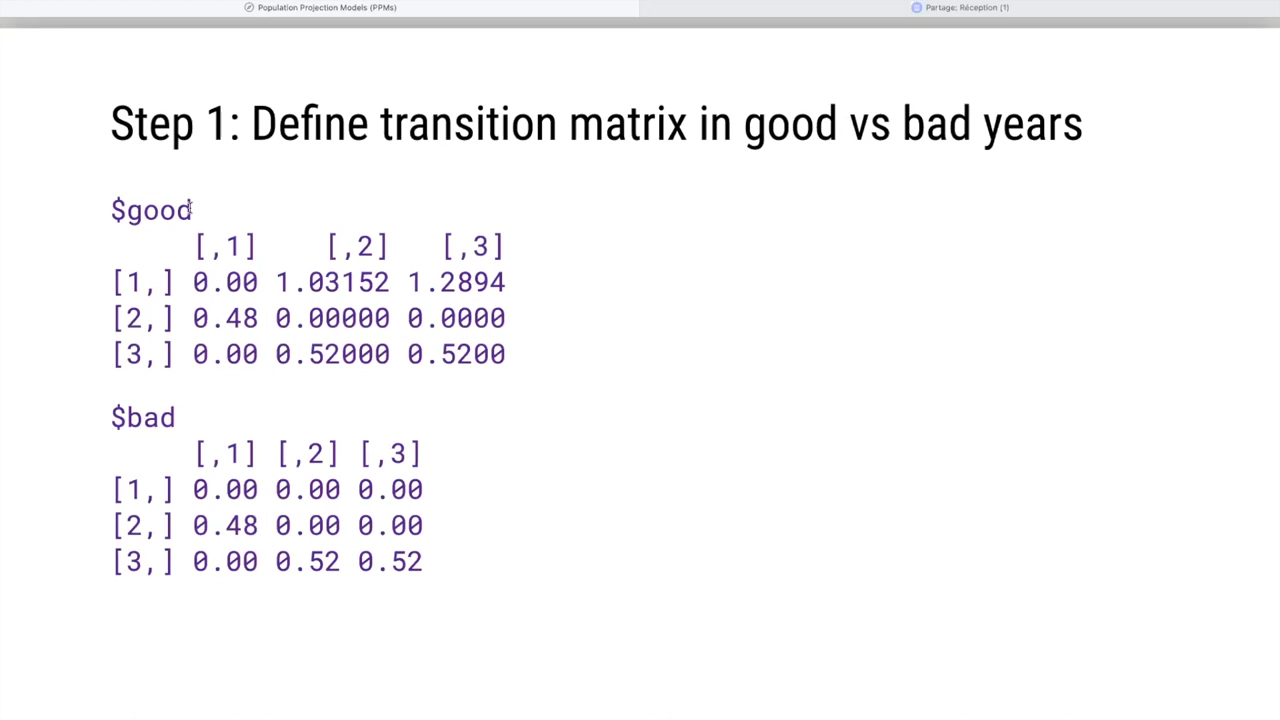 Population Projection Models (PPMs)
Partage: Réception (1)
Step 1: Define transition matrix in good vs bad years
$good
[,1] [,2] [,3]
[1,] 0.00 1.03152 1.2894
[2,] 0.48 0.00000 0.0000
[3,] 0.00 0.52000 0.5200
$bad
[,1] [,2] [,3]
[1,] 0.00 0.00 0.00
[2,] 0.48 0.00 0.00
[3,] 0.00 0.52 0.52